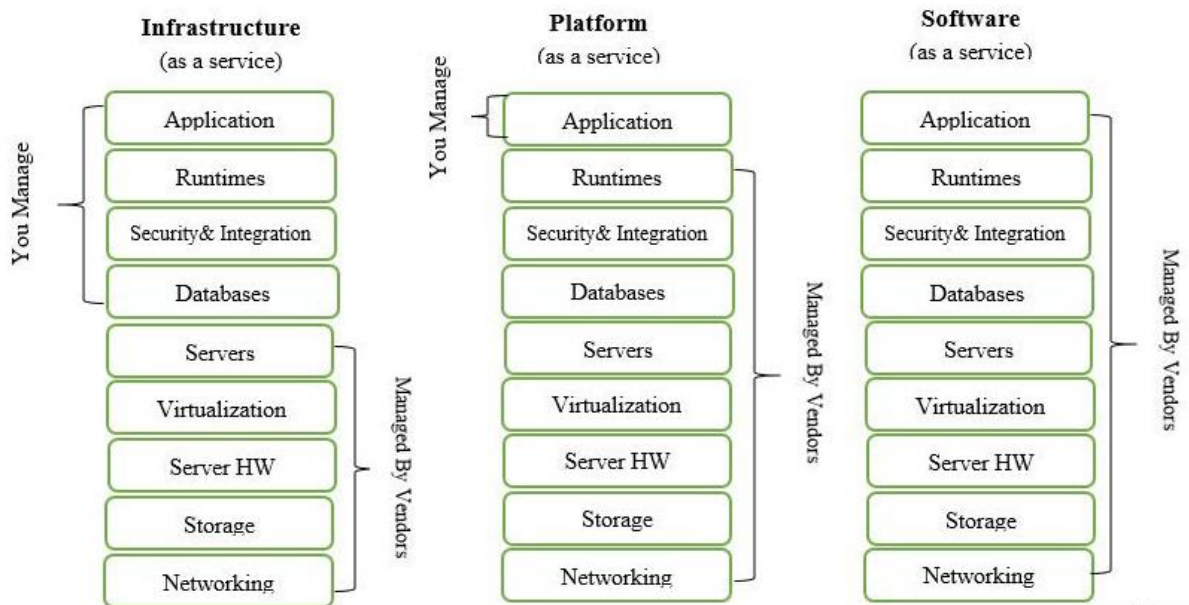 Infrastructure
(as a service)
You Manage
Application
Runtimes
Security& Integration
Databases
Servers
Virtualization
Server HW
Storage
Networking
Managed By Vendors
Platform
(as a service)
You Manage
Application
Runtimes
Security& Integration
Databases
Servers
Virtualization
Server HW
Storage
Networking
Managed By Vendors
Software
(as a service)
Application
Runtimes
Security& Integration
Databases
Servers
Virtualization
Server HW
Storage
Networking
Managed By Vendors